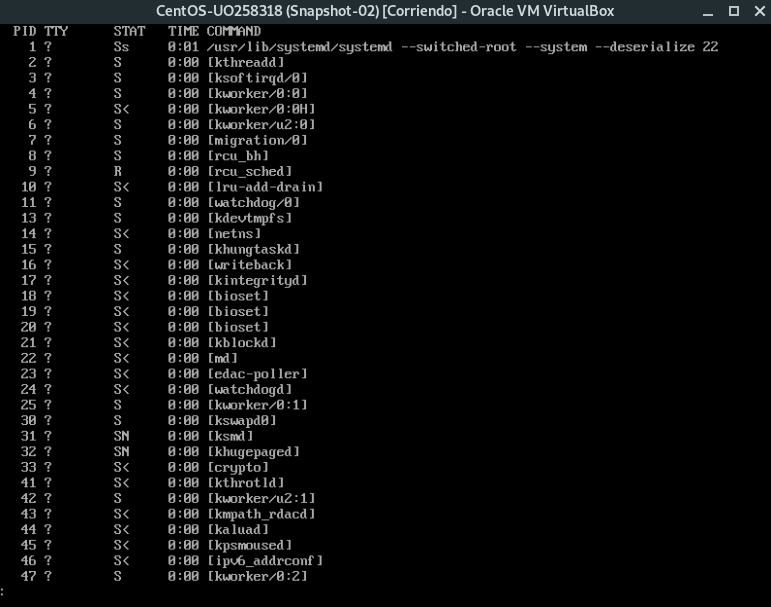 CentOS-UO258318 (Snapshot-02) [Corriendo] - Oracle VM VirtualBox
PID TTY STAT TIME COMMAND
1 ? Ss 0:01 /usr/lib/systemd/systemd --switched-root --system --deserialize 22
2 ? S 0:00 [kthreadd]
3 ? S 0:00 [ksoftirqd/0]
4 ? S 0:00 [kworker/0:0]
5 ? S< 0:00 [kworker/0:0H]
6 ? S 0:00 [kworker/u2:0]
7 ? S 0:00 [migration/0]
8 ? S 0:00 [rcu_bh]
9 ? R 0:00 [rcu_sched]
10 ? S< 0:00 [lru-add-drain]
11 ? S 0:00 [watchdog/0]
13 ? S 0:00 [kdevtmpfs]
14 ? S< 0:00 [netns]
15 ? S 0:00 [khungtaskd]
16 ? S< 0:00 [writeback]
17 ? S< 0:00 [kintegrityd]
18 ? S< 0:00 [bioset]
19 ? S< 0:00 [bioset]
20 ? S< 0:00 [bioset]
21 ? S< 0:00 [kblockd]
22 ? S< 0:00 [md]
23 ? S< 0:00 [edac-poller]
24 ? S< 0:00 [watchdogd]
25 ? S 0:00 [kworker/0:1]
30 ? S 0:00 [kswapd0]
31 ? SN 0:00 [ksmd]
32 ? SN 0:00 [khugepaged]
33 ? S< 0:00 [crypto]
41 ? S< 0:00 [kthrotld]
42 ? S 0:00 [kworker/u2:1]
43 ? S< 0:00 [kmpath_rdacd]
44 ? S< 0:00 [kaluad]
45 ? S< 0:00 [kpsmoused]
46 ? S< 0:00 [ipv6_addrconf]
47 ? S 0:00 [kworker/0:2]
: